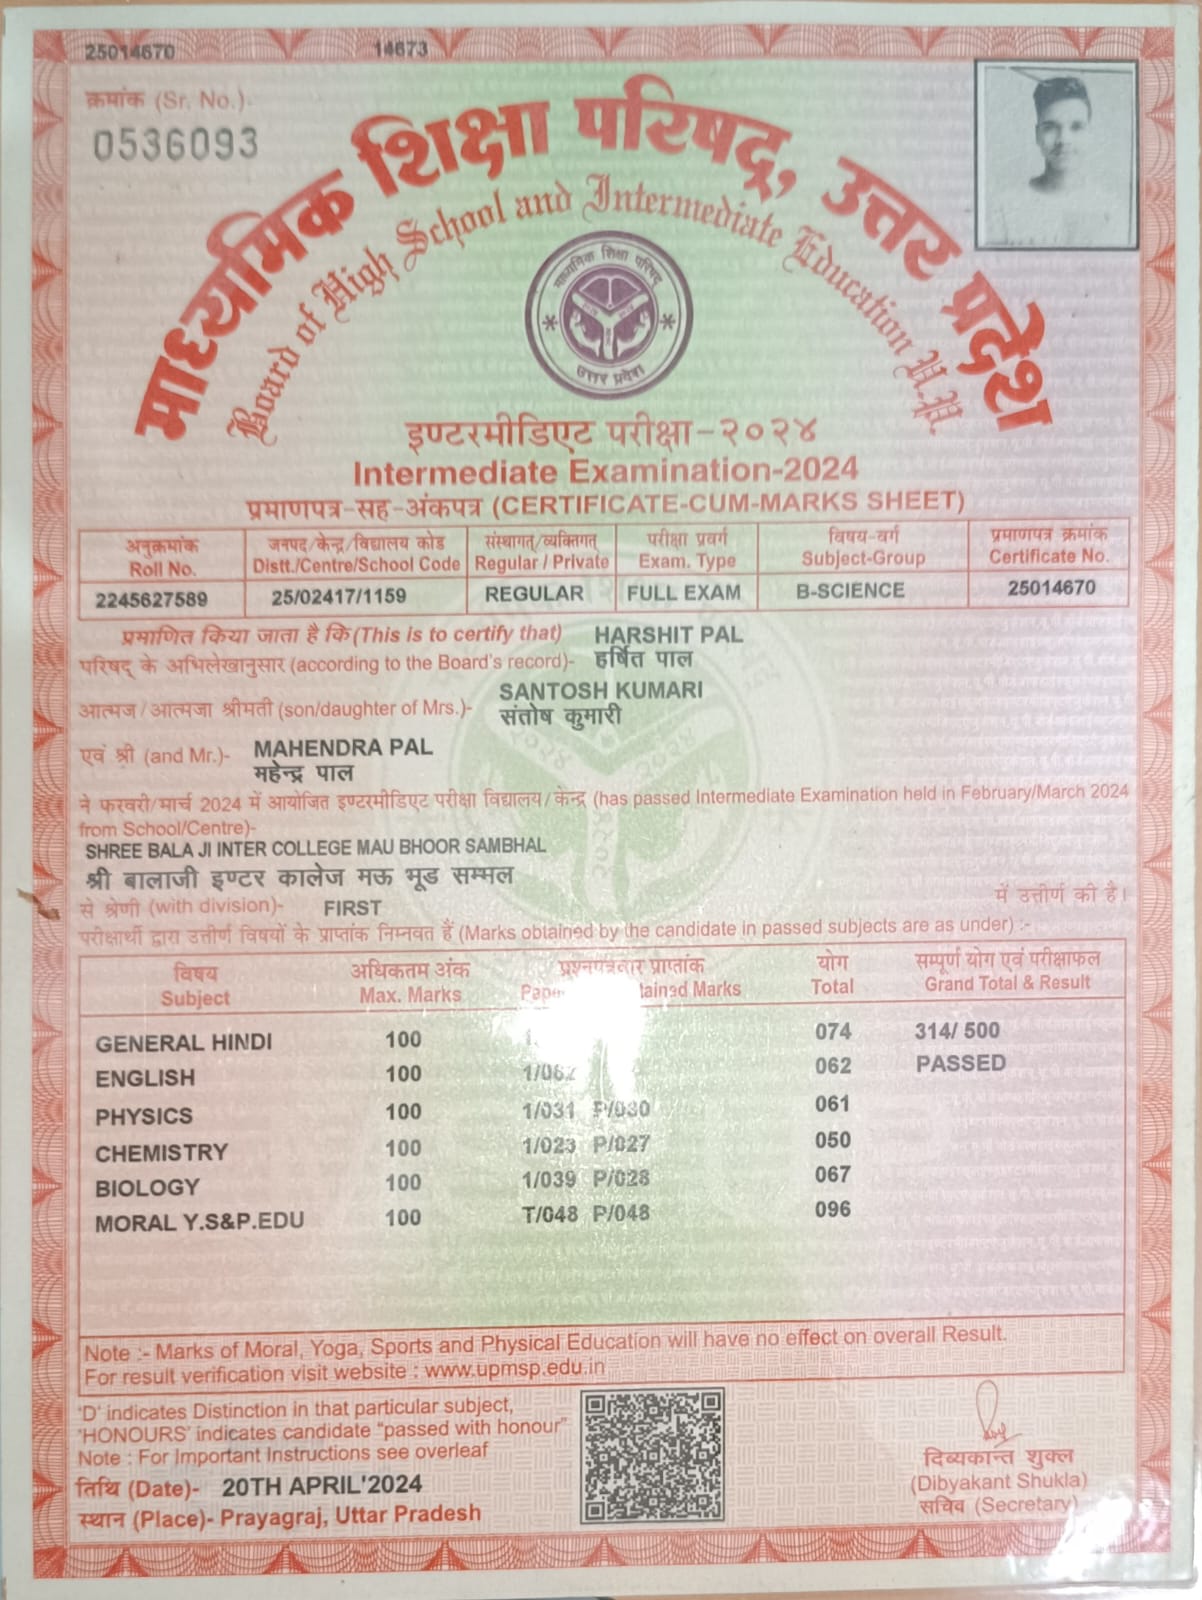 25014670 14673
क्रमांक (Sr. No.)-
0536093
माध्यमिक शिक्षा परिषद्, उत्तर प्रदेश
Board of High School and Intermediate Education U.P.
माध्यमिक शिक्षा परिषद्
उत्तर प्रदेश
इण्टरमीडिएट परीक्षा-२०२४
Intermediate Examination-2024
प्रमाणपत्र-सह-अंकपत्र (CERTIFICATE-CUM-MARKS SHEET)
अनुक्रमांक जनपद/केन्द्र/विद्यालय कोड संस्थागत/व्यक्तिगत परीक्षा प्रवर्ग विषय-वर्ग प्रमाणपत्र क्रमांक
Roll No. Distt./Centre/School Code Regular / Private Exam. Type Subject-Group Certificate No.
2245627589 25/02417/1159 REGULAR FULL EXAM B-SCIENCE 25014670
प्रमाणित किया जाता है कि (This is to certify that) HARSHIT PAL
परिषद् के अभिलेखानुसार (according to the Board's record)- हर्षित पाल
SANTOSH KUMARI
आत्मज/आत्मजा श्रीमती (son/daughter of Mrs.)- संतोष कुमारी
एवं श्री (and Mr.)- MAHENDRA PAL
महेन्द्र पाल
ने फरवरी/मार्च 2024 में आयोजित इण्टरमीडिएट परीक्षा विद्यालय/केन्द्र (has passed Intermediate Examination held in February/March 2024
from School/Centre)-
SHREE BALA JI INTER COLLEGE MAU BHOOR SAMBHAL
श्री बालाजी इण्टर कालेज मऊ भूड सम्मल
में उत्तीर्ण की है।
से श्रेणी (with division)- FIRST
परीक्षार्थी द्वारा उत्तीर्ण विषयों के प्राप्तांक निम्नवत हैं (Marks obtained by the candidate in passed subjects are as under) :-
विषय अधिकतम अंक प्रश्नपत्रवार प्राप्तांक योग सम्पूर्ण योग एवं परीक्षाफल
Subject Max. Marks Marks Total Grand Total & Result
GENERAL HINDI 100 074 314/ 500
ENGLISH 100 1/062 062 PASSED
PHYSICS 100 1/031 P/030 061
CHEMISTRY 100 1/023 P/027 050
BIOLOGY 100 1/039 P/028 067
MORAL Y.S&P.EDU 100 T/048 P/048 096
Note :- Marks of Moral, Yoga, Sports and Physical Education will have no effect on overall Result.
For result verification visit website : www.upmsp.edu.in
'D' indicates Distinction in that particular subject,
'HONOURS' indicates candidate "passed with honour"
Note : For Important Instructions see overleaf
तिथि (Date)- 20TH APRIL'2024
स्थान (Place)- Prayagraj, Uttar Pradesh
दिव्यकान्त शुक्ल
(Dibyakant Shukla)
सचिव (Secretary)